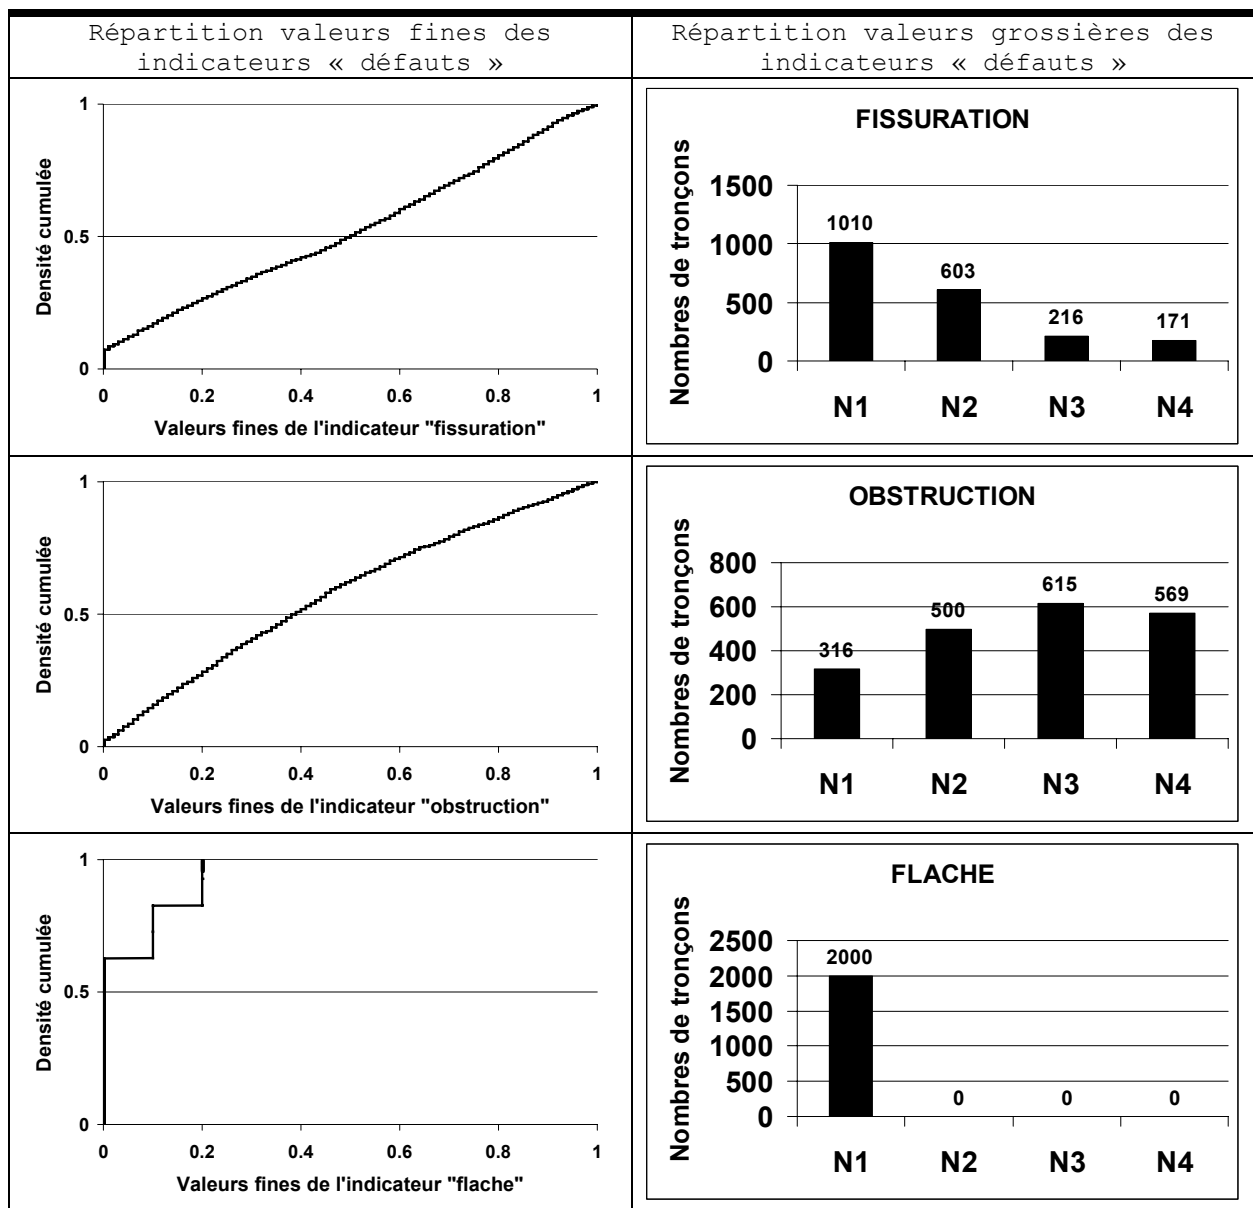 Répartition valeurs fines des
indicateurs « défauts »
Répartition valeurs grossières des
indicateurs « défauts »
Densité cumulée
1
0.5
0
0 0.2 0.4 0.6 0.8 1
Valeurs fines de l'indicateur "fissuration"
FISSURATION
Nombres de tronçons
1500
1000
500
0
1010
603
216
171
N1 N2 N3 N4
Densité cumulée
1
0.5
0
0 0.2 0.4 0.6 0.8 1
Valeurs fines de l'indicateur "obstruction"
OBSTRUCTION
Nombres de tronçons
800
600
400
200
0
316
500
615
569
N1 N2 N3 N4
Densité cumulée
1
0.5
0
0 0.2 0.4 0.6 0.8 1
Valeurs fines de l'indicateur "flache"
FLACHE
Nombres de tronçons
2500
2000
1500
1000
500
0
2000
0
0
0
N1 N2 N3 N4